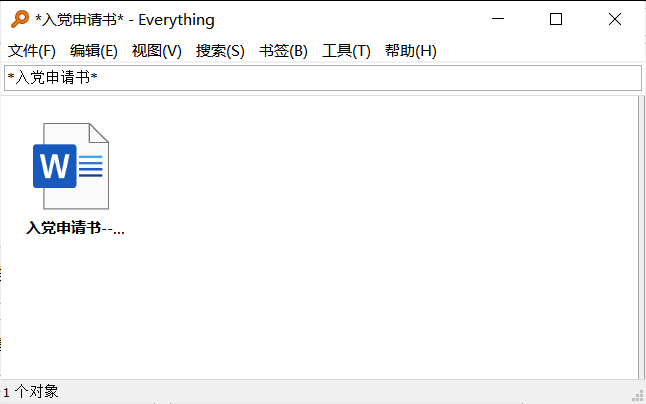 *入党申请书* - Everything
文件(F) 编辑(E) 视图(V) 搜索(S) 书签(B) 工具(T) 帮助(H)
*入党申请书*
W
入党申请书--...
1 个对象